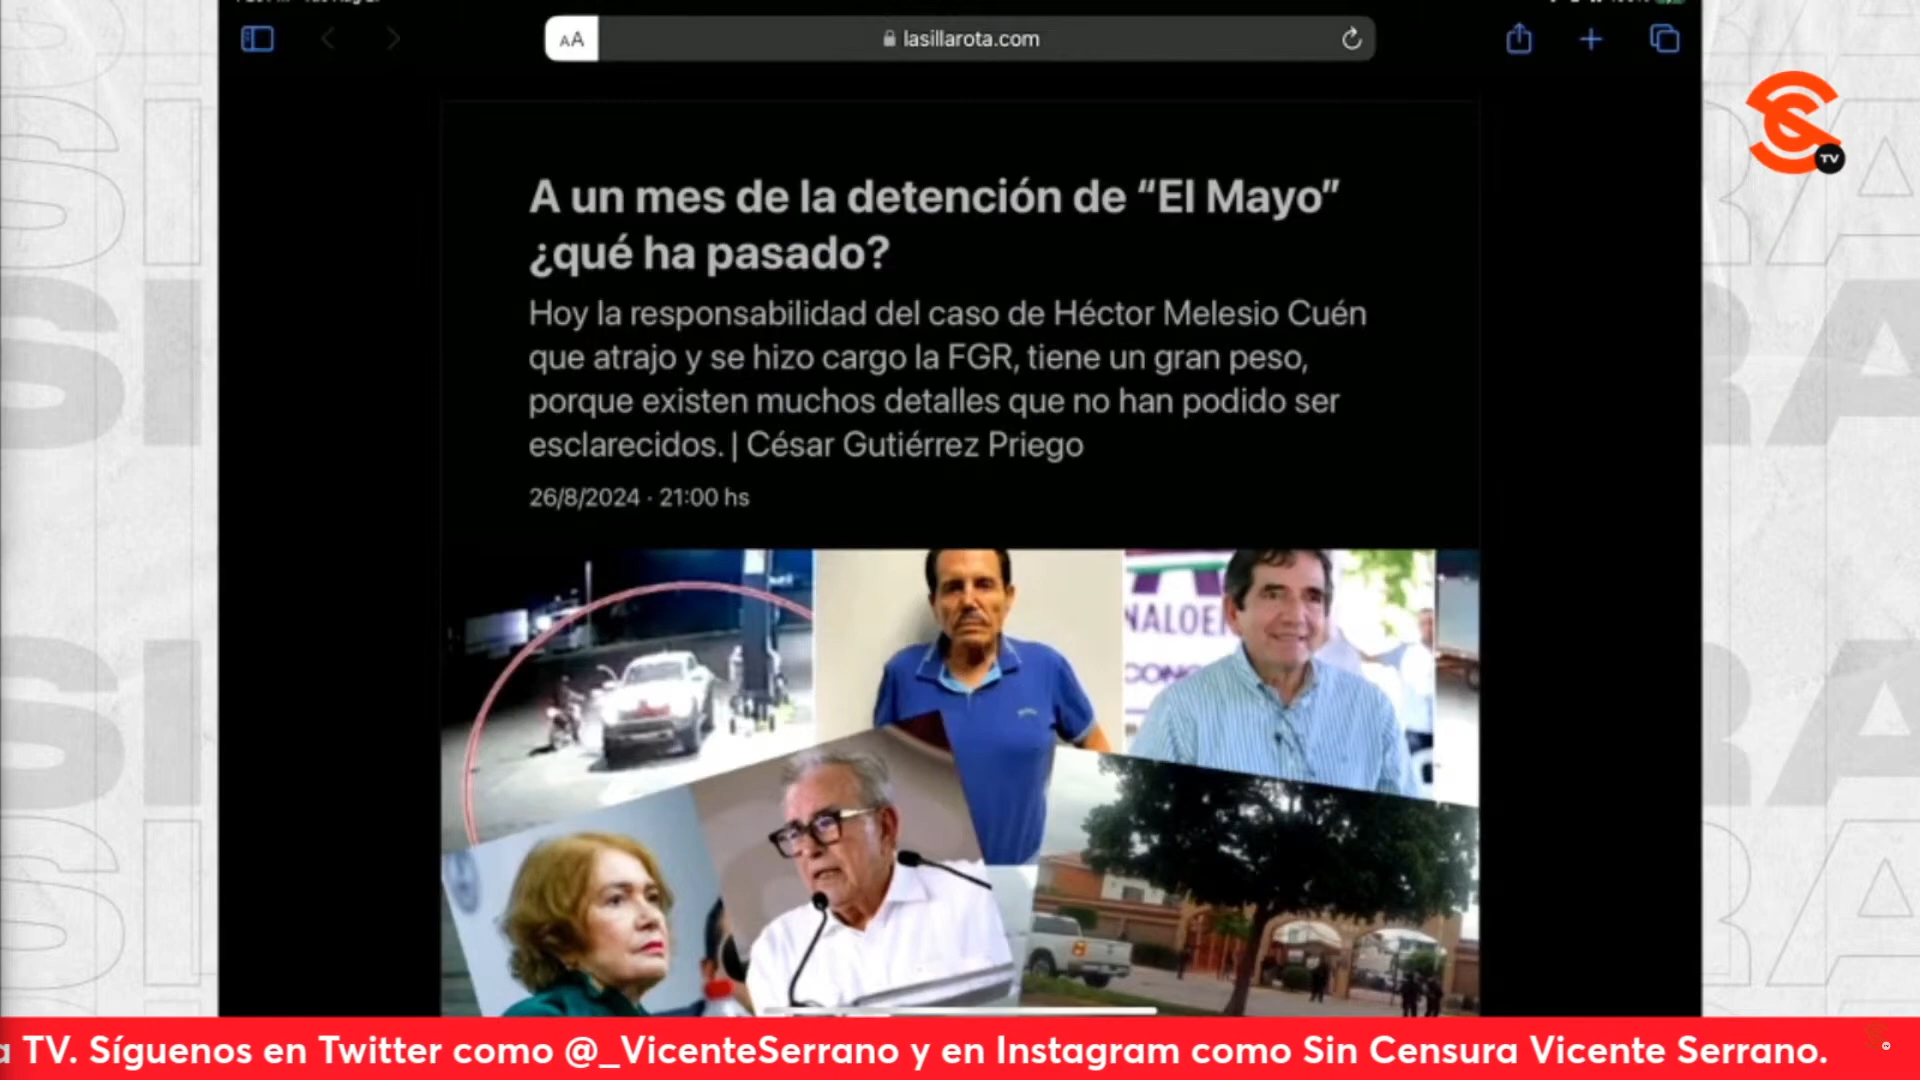 lasillarota.com
AA
TV
A un mes de la detención de “El Mayo”
¿qué ha pasado?
Hoy la responsabilidad del caso de Héctor Melesio Cuén
que atrajo y se hizo cargo la FGR, tiene un gran peso,
porque existen muchos detalles que no han podido ser
esclarecidos. | César Gutiérrez Priego
26/8/2024 · 21:00 hs
a TV. Síguenos en Twitter como @_VicenteSerrano y en Instagram como Sin Censura Vicente Serrano.